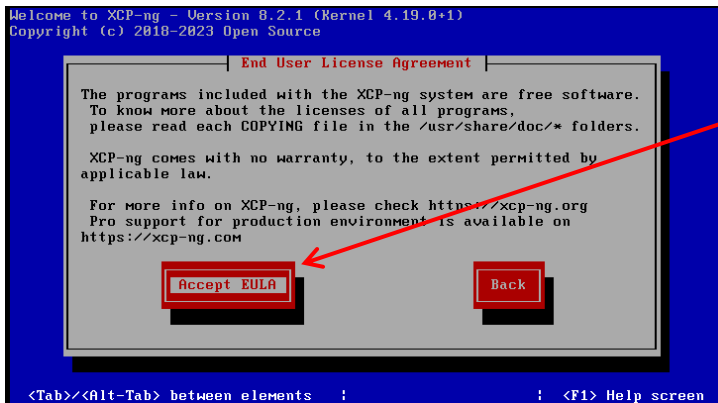 Welcome to XCP-ng - Version 8.2.1 (Kernel 4.19.0+1)
Copyright (c) 2018-2023 Open Source
End User License Agreement
The programs included with the XCP-ng system are free software.
To know more about the licenses of all programs,
please read each COPYING file in the /usr/share/doc/* folders.
XCP-ng comes with no warranty, to the extent permitted by
applicable law.
For more info on XCP-ng, please check https://xcp-ng.org
Pro support for production environment is available on
https://xcp-ng.com
Accept EULA Back
<Tab>/<Alt-Tab> between elements | | <F1> Help screen